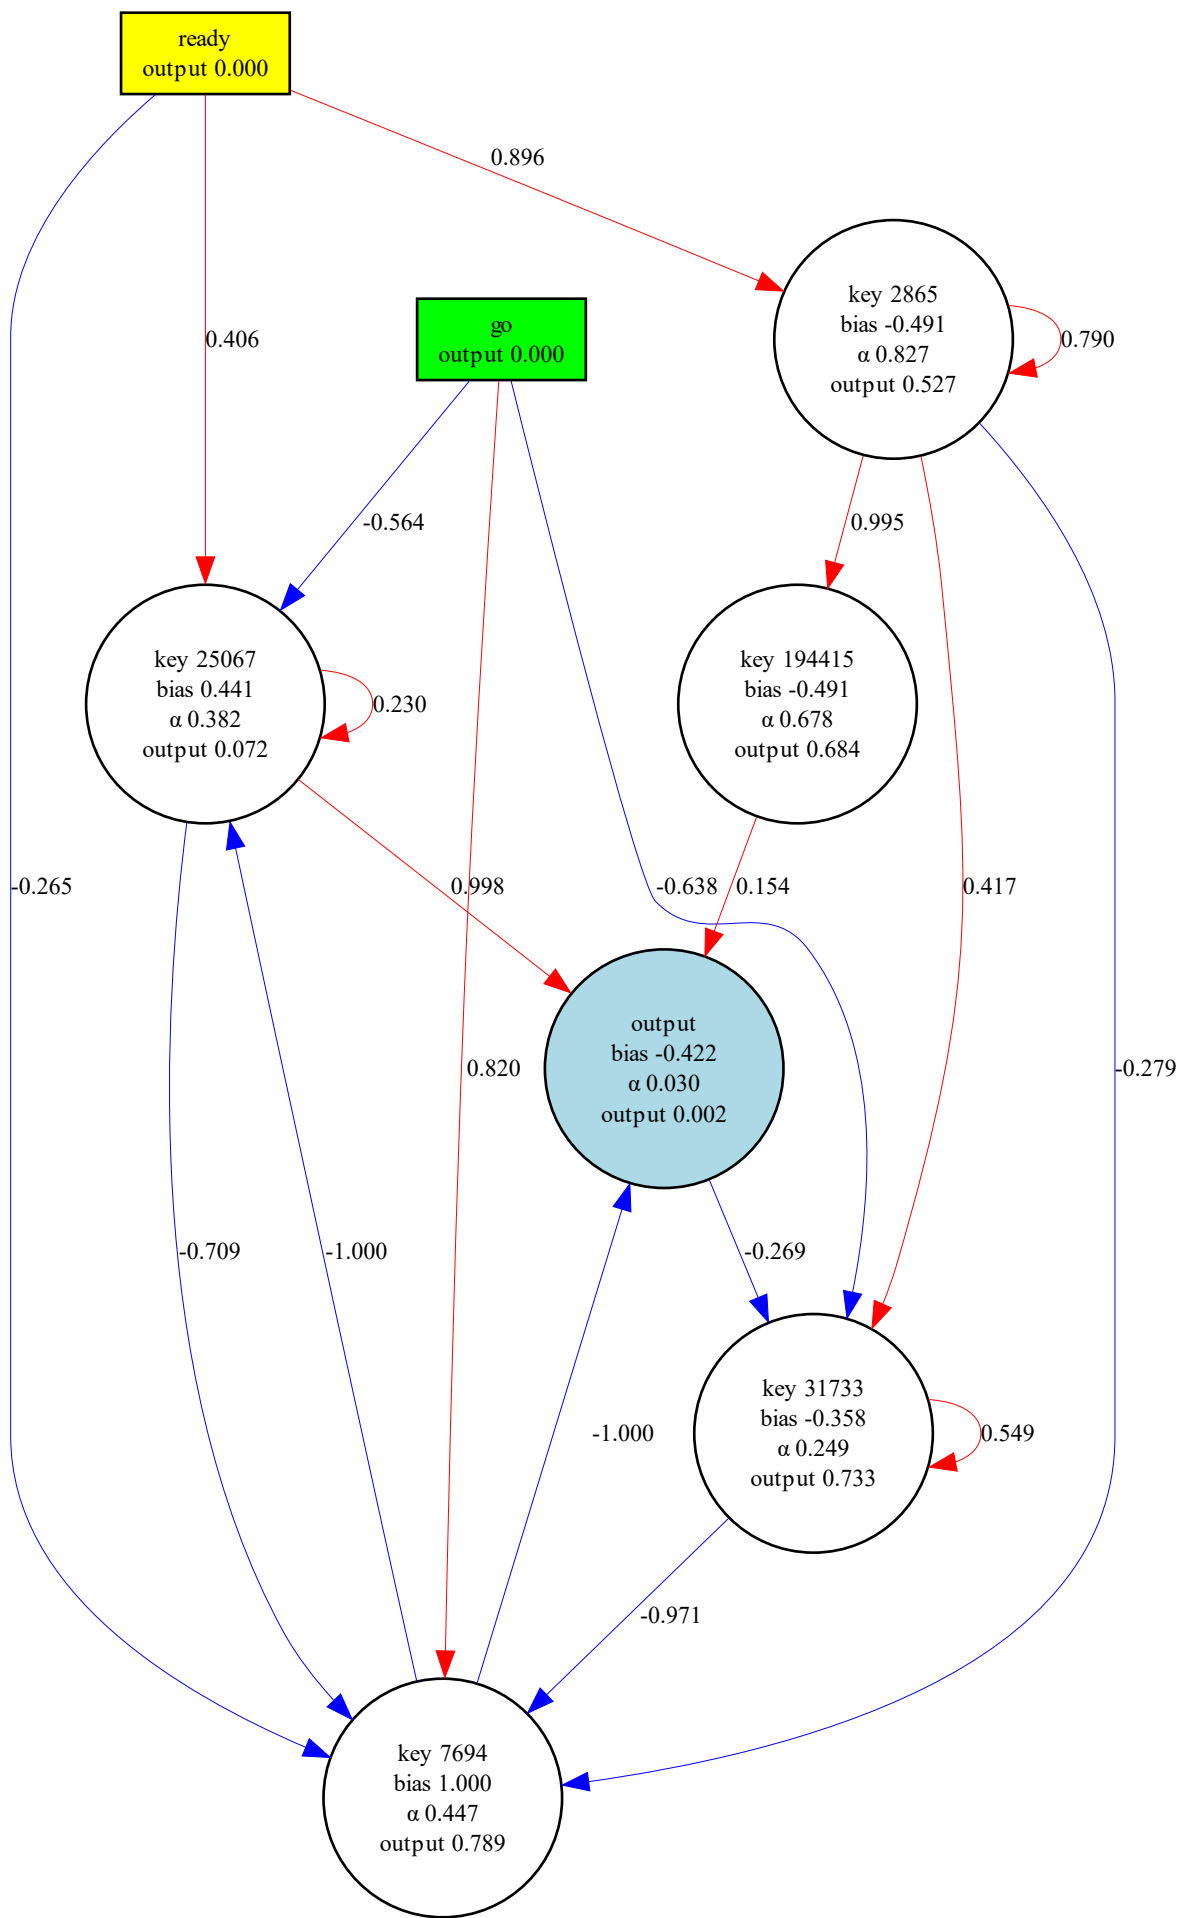 ready
output 0.000
0.896
key 2865
bias -0.491
α 0.827
output 0.527
0.790
go
output 0.000
0.406
-0.564
0.995
key 25067
bias 0.441
α 0.382
output 0.072
0.230
key 194415
bias -0.491
α 0.678
output 0.684
-0.265
0.998
-0.638
0.154
0.417
output
bias -0.422
α 0.030
output 0.002
0.820
-0.279
-0.709
-1.000
-0.269
key 31733
bias -0.358
α 0.249
output 0.733
-1.000
0.549
-0.971
key 7694
bias 1.000
α 0.447
output 0.789